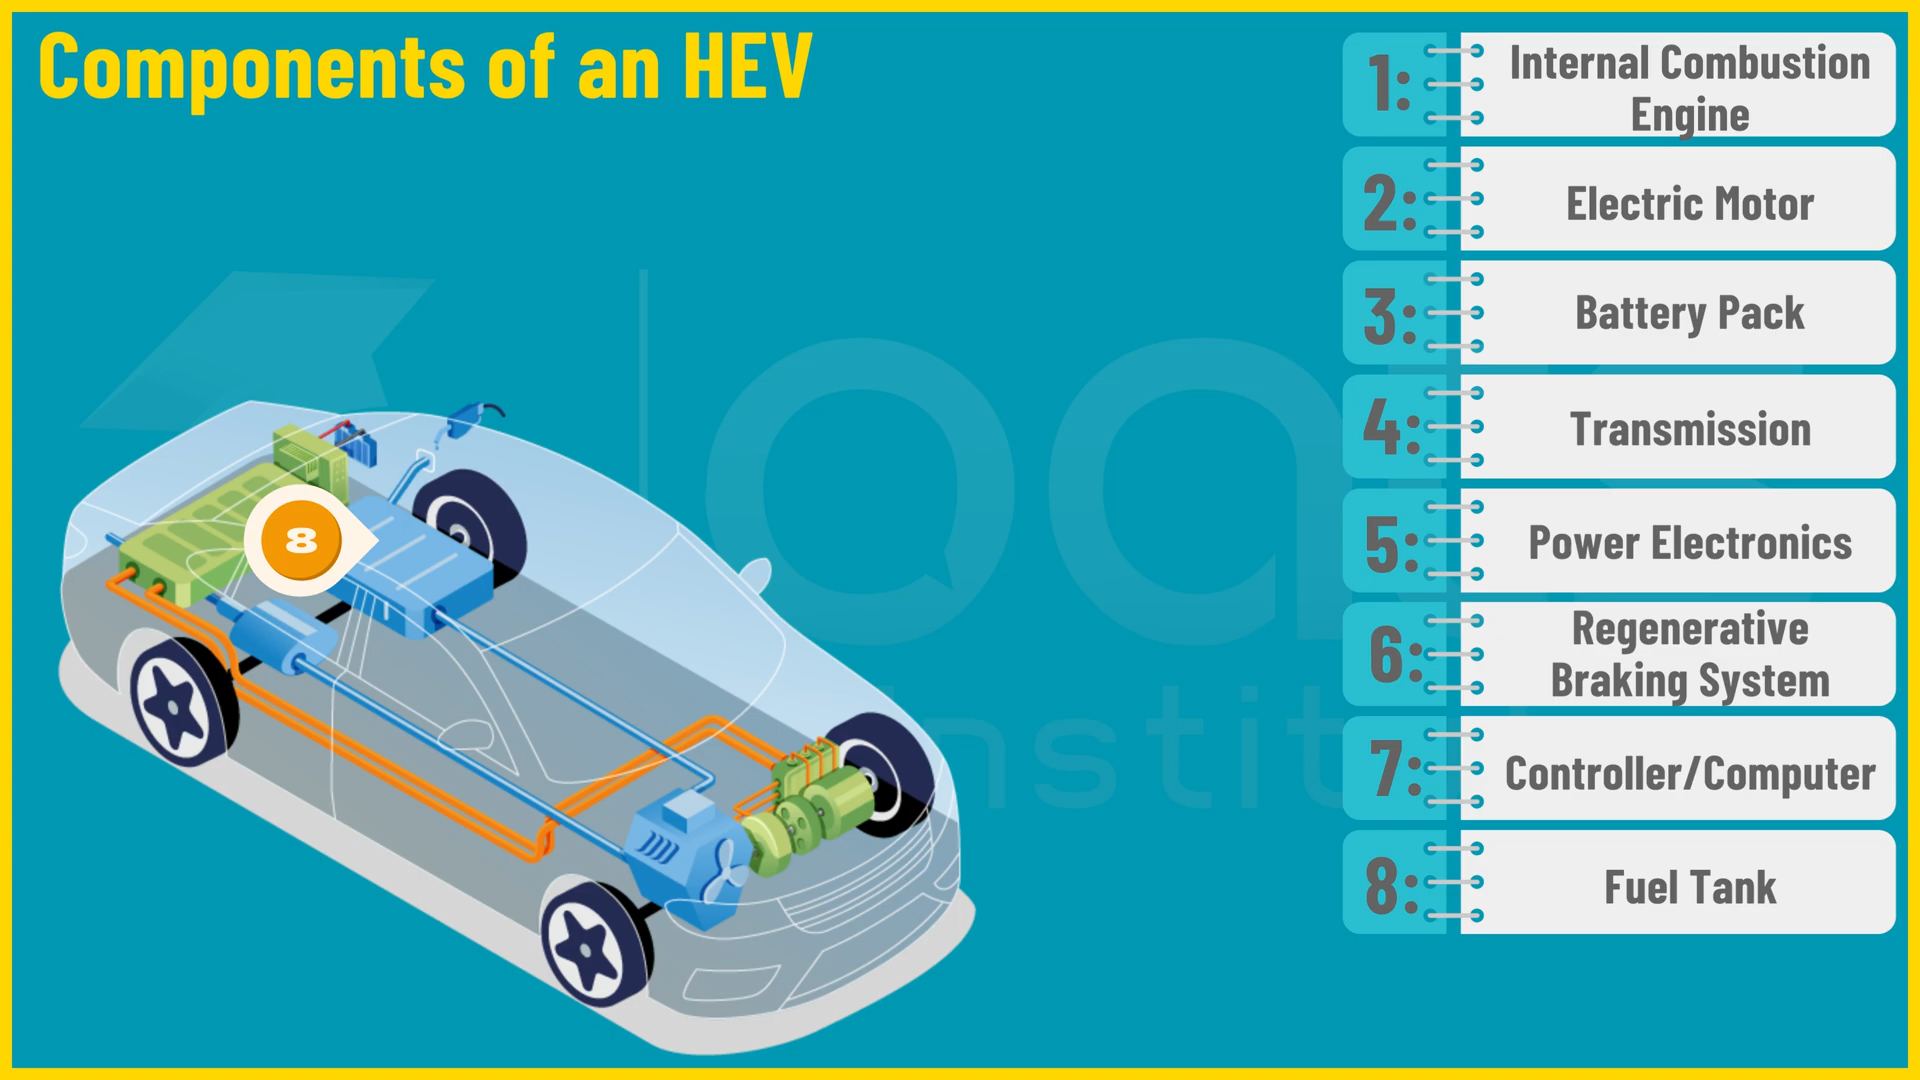 Components of an HEV
1:
Internal Combustion
Engine
2:
Electric Motor
3:
Battery Pack
4:
Transmission
5:
Power Electronics
6:
Regenerative
Braking System
7:
Controller/Computer
8:
Fuel Tank
8